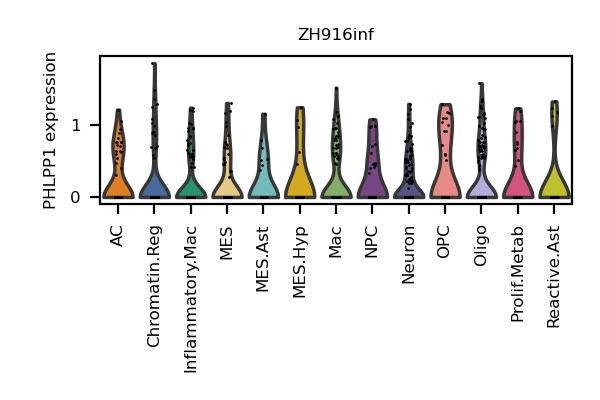 ZH916inf
PHLPP1 expression
1
0
AC
Chromatin.Reg
Inflammatory.Mac
MES
MES.Ast
MES.Hyp
Mac
NPC
Neuron
OPC
Oligo
Prolif.Metab
Reactive.Ast